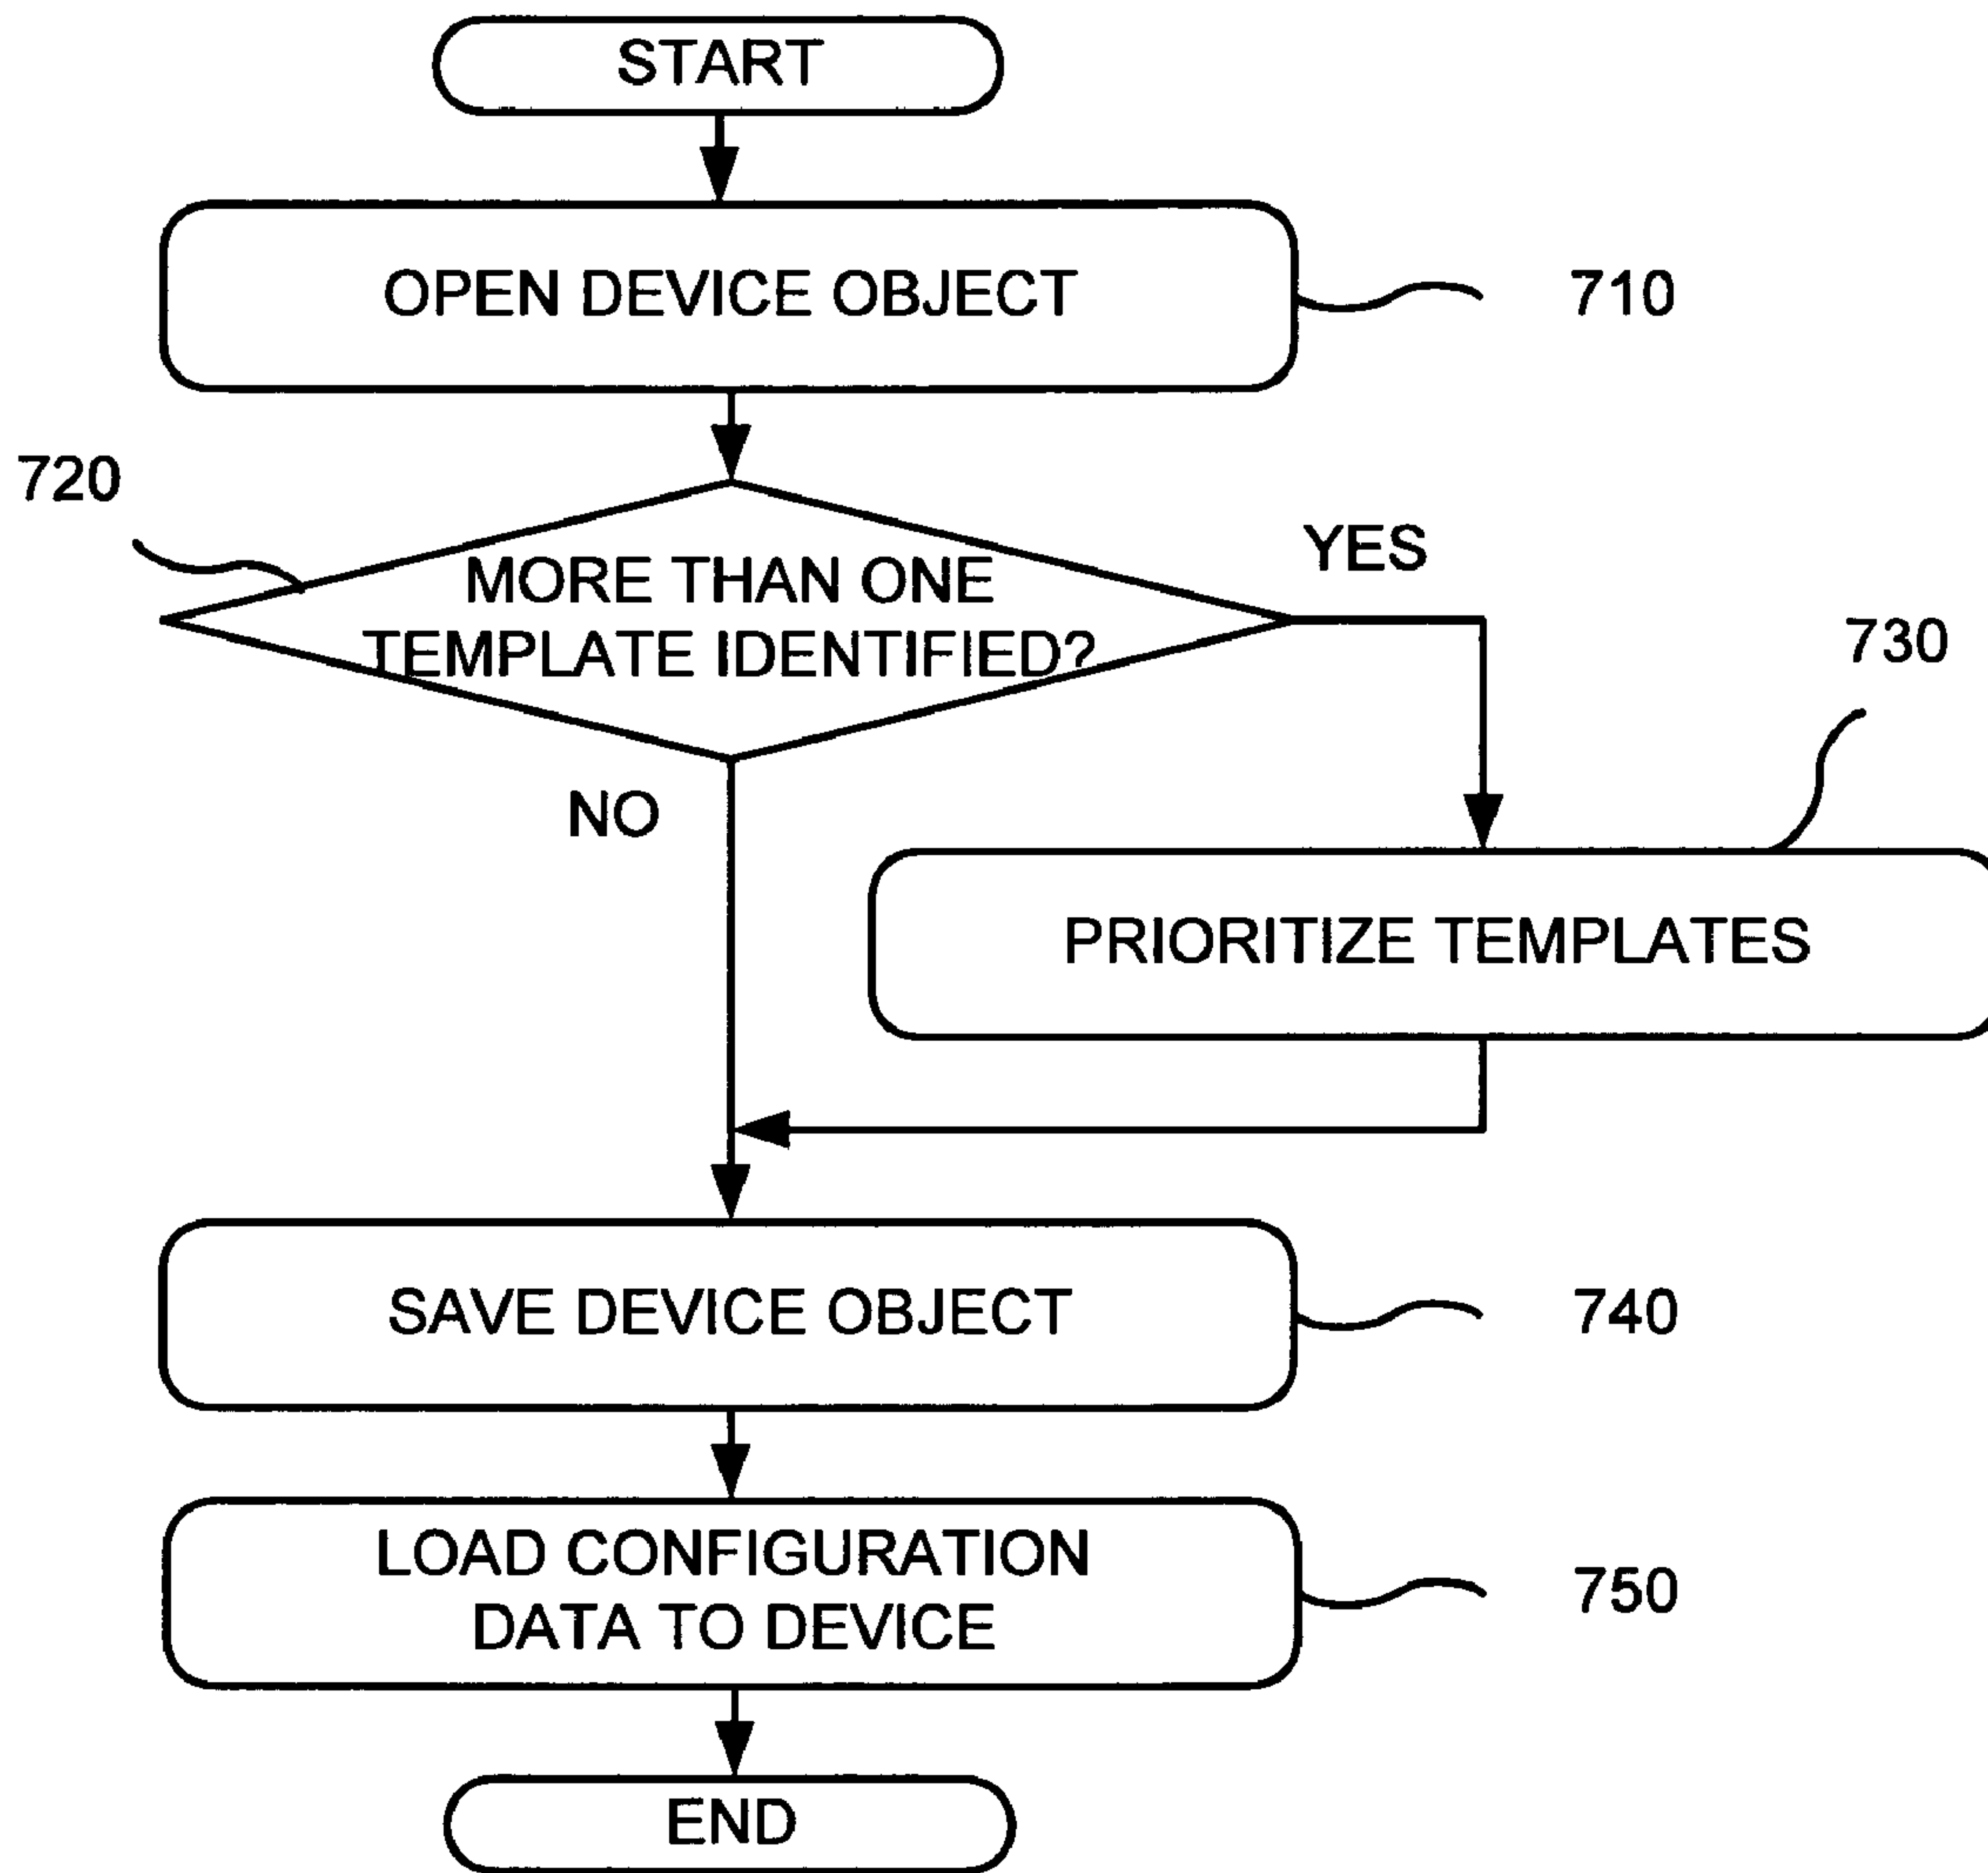 START
OPEN DEVICE OBJECT
710
720
MORE THAN ONE
TEMPLATE IDENTIFIED?
YES
730
NO
PRIORITIZE TEMPLATES
SAVE DEVICE OBJECT
740
LOAD CONFIGURATION
DATA TO DEVICE
750
END